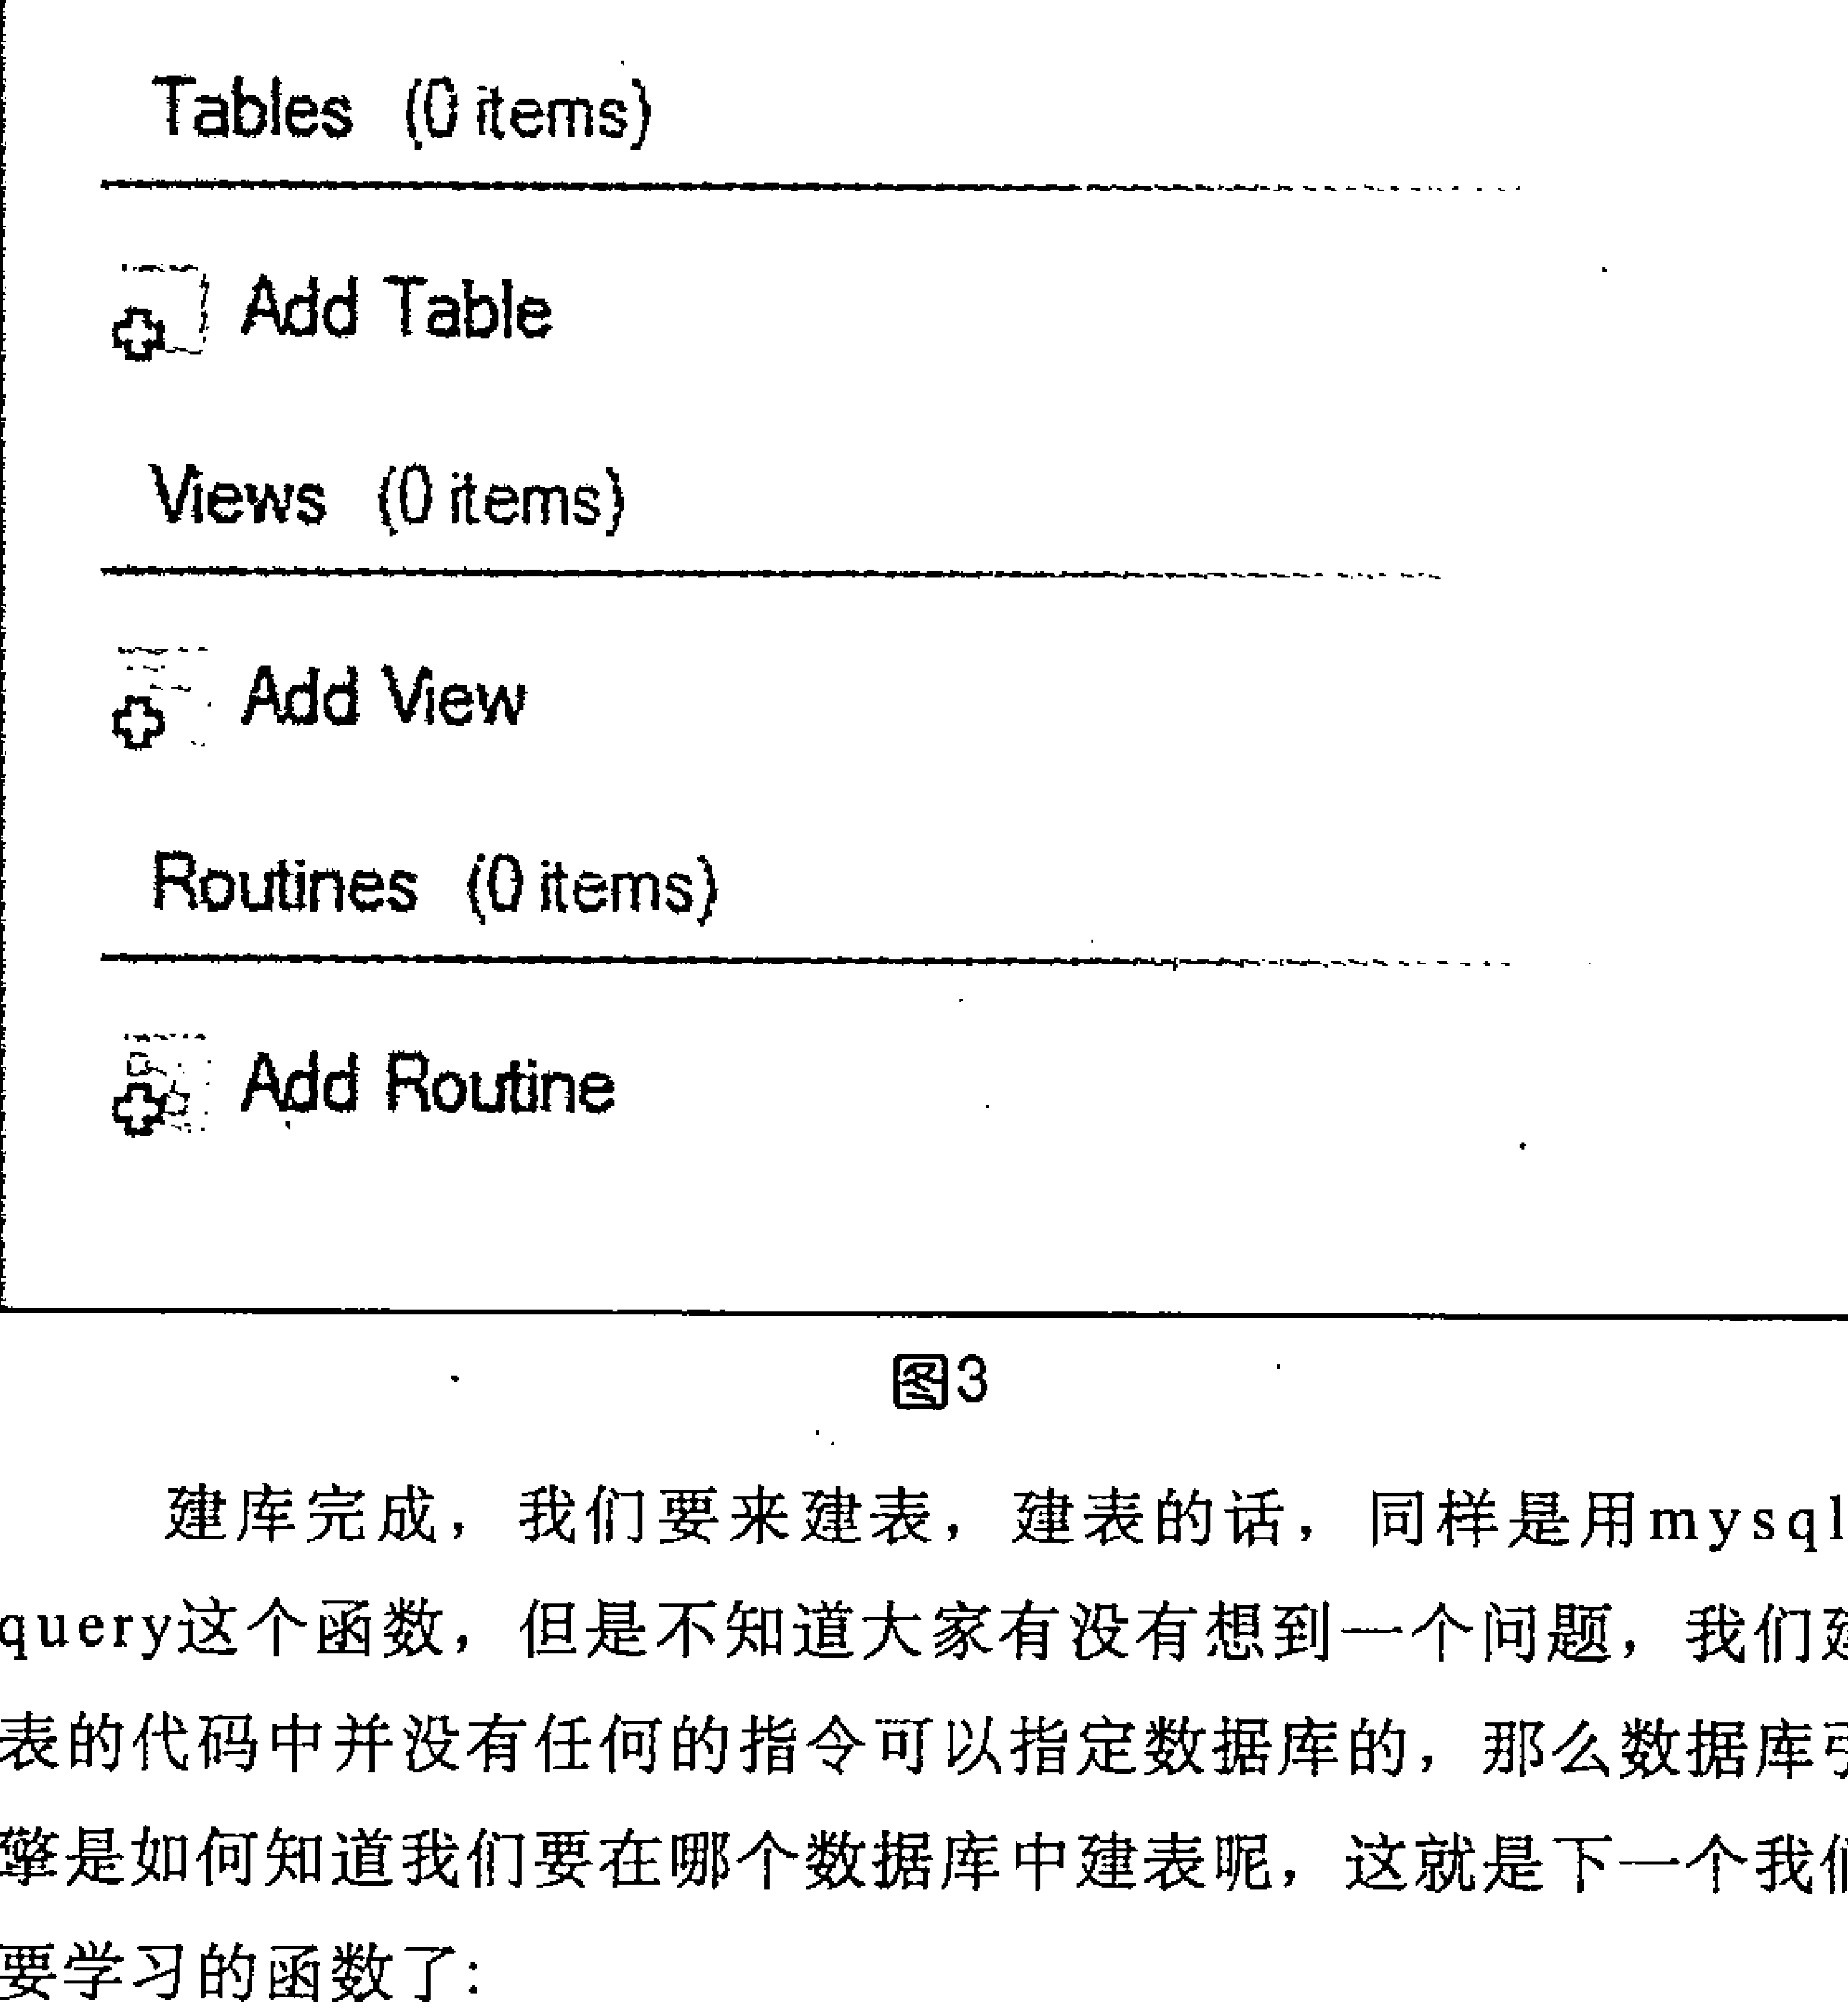 Tables (0 items)
Add Table
Views (0 items)
Add View
Routines (0 items)
Add Routine
图3
建库完成，我们要来建表，建表的话，同样是用mysql
query这个函数，但是不知道大家有没有想到一个问题，我们建
表的代码中并没有任何的指令可以指定数据库的，那么数据库引
擎是如何知道我们要在哪个数据库中建表呢，这就是下一个我们
要学习的函数了：